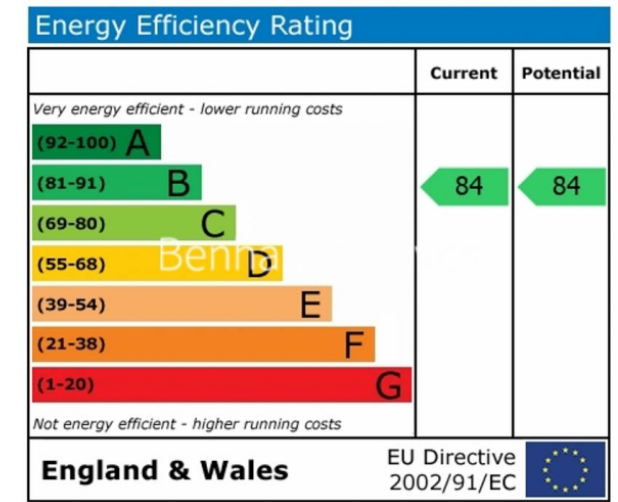 Energy Efficiency Rating
Current Potential
Very energy efficient - lower running costs
(92-100) A
(81-91) B 84 84
(69-80) C
(55-68) D
(39-54) E
(21-38) F
(1-20) G
Not energy efficient - higher running costs
England & Wales
EU Directive
2002/91/EC